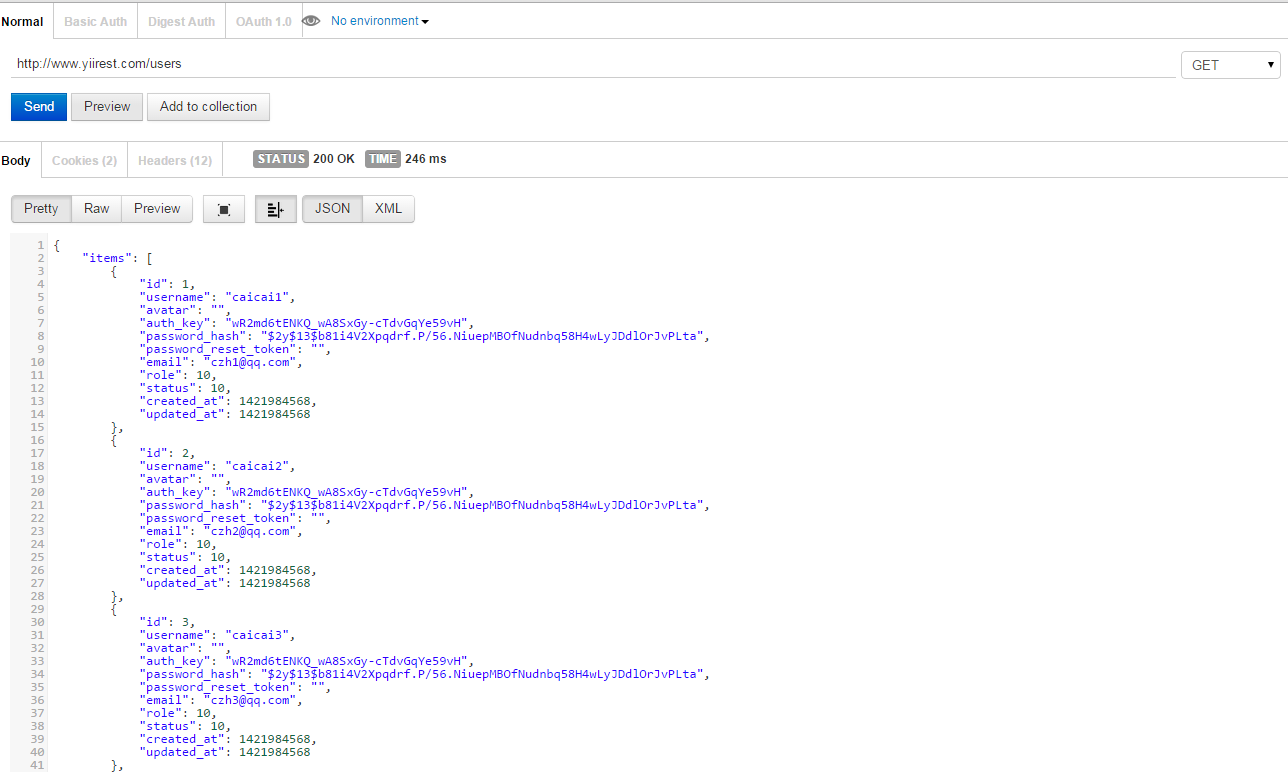 Normal Basic Auth Digest Auth OAuth 1.0 No environment
http://www.yiirest.com/users GET
Send Preview Add to collection
Body Cookies (2) Headers (12) STATUS 200 OK TIME 246 ms
Pretty Raw Preview JSON XML
1 {
2 "items": [
3 {
4 "id": 1,
5 "username": "caicai1",
6 "avatar": "",
7 "auth_key": "wR2md6tENKQ_wA8SxGy-cTdvGqYe59vH",
8 "password_hash": "$2y$13$b81i4V2Xpqdrf.P/56.NiuepMBOfNudnbq58H4wLyJDdlOrJvPLta",
9 "password_reset_token": "",
10 "email": "czh1@qq.com",
11 "role": 10,
12 "status": 10,
13 "created_at": 1421984568,
14 "updated_at": 1421984568
15 },
16 {
17 "id": 2,
18 "username": "caicai2",
19 "avatar": "",
20 "auth_key": "wR2md6tENKQ_wA8SxGy-cTdvGqYe59vH",
21 "password_hash": "$2y$13$b81i4V2Xpqdrf.P/56.NiuepMBOfNudnbq58H4wLyJDdlOrJvPLta",
22 "password_reset_token": "",
23 "email": "czh2@qq.com",
24 "role": 10,
25 "status": 10,
26 "created_at": 1421984568,
27 "updated_at": 1421984568
28 },
29 {
30 "id": 3,
31 "username": "caicai3",
32 "avatar": "",
33 "auth_key": "wR2md6tENKQ_wA8SxGy-cTdvGqYe59vH",
34 "password_hash": "$2y$13$b81i4V2Xpqdrf.P/56.NiuepMBOfNudnbq58H4wLyJDdlOrJvPLta",
35 "password_reset_token": "",
36 "email": "czh3@qq.com",
37 "role": 10,
38 "status": 10,
39 "created_at": 1421984568,
40 "updated_at": 1421984568
41 },